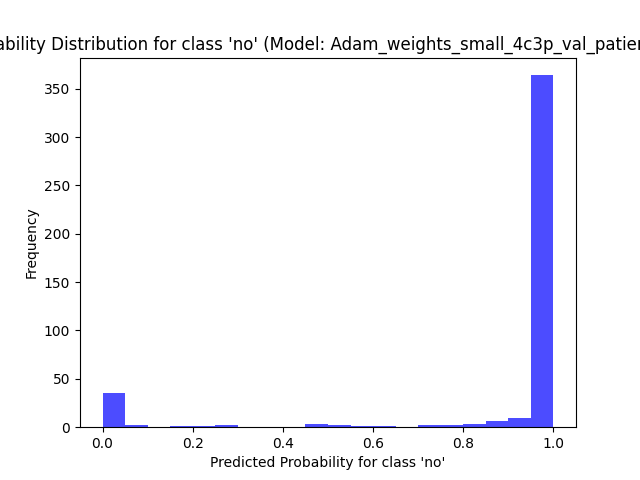 ability Distribution for class 'no' (Model: Adam_weights_small_4c3p_val_patien
350
300
250
200
150
100
50
0
Frequency
0.0 0.2 0.4 0.6 0.8 1.0
Predicted Probability for class 'no'